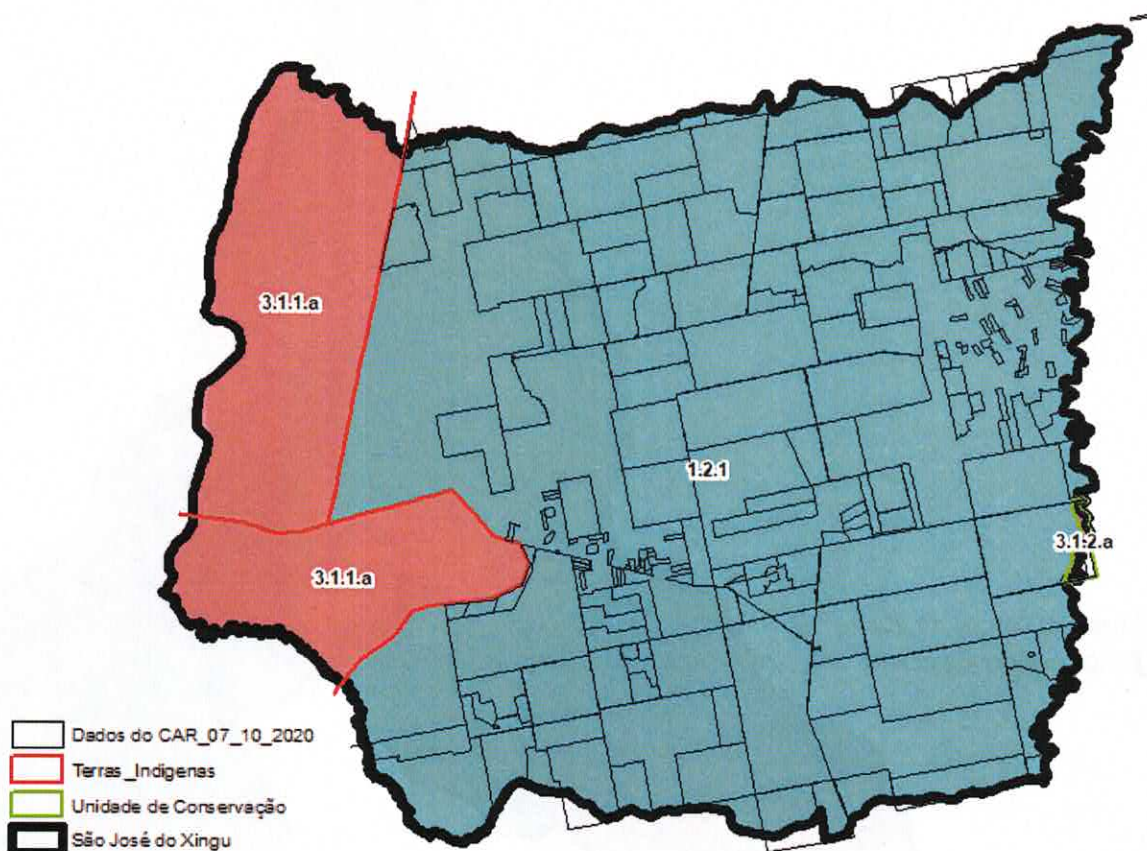 3.1.1.a
1.2.1
3.1.2.a
3.1.1.a
Dados do CAR_07_10_2020
Terras_Indigenas
Unidade de Conservação
São José do Xingu